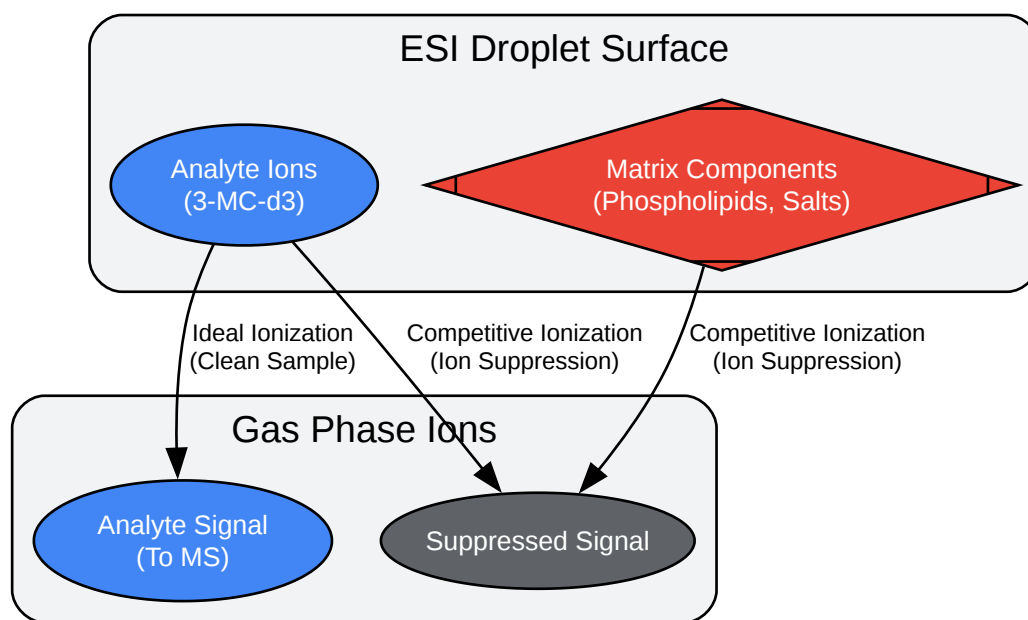 ESI Droplet Surface
Analyte Ions
(3-MC-d3)
Matrix Components
(Phospholipids, Salts)
Ideal Ionization
(Clean Sample)
Competitive Ionization
(Ion Suppression)
Competitive Ionization
(Ion Suppression)
Gas Phase Ions
Analyte Signal
(To MS)
Suppressed Signal